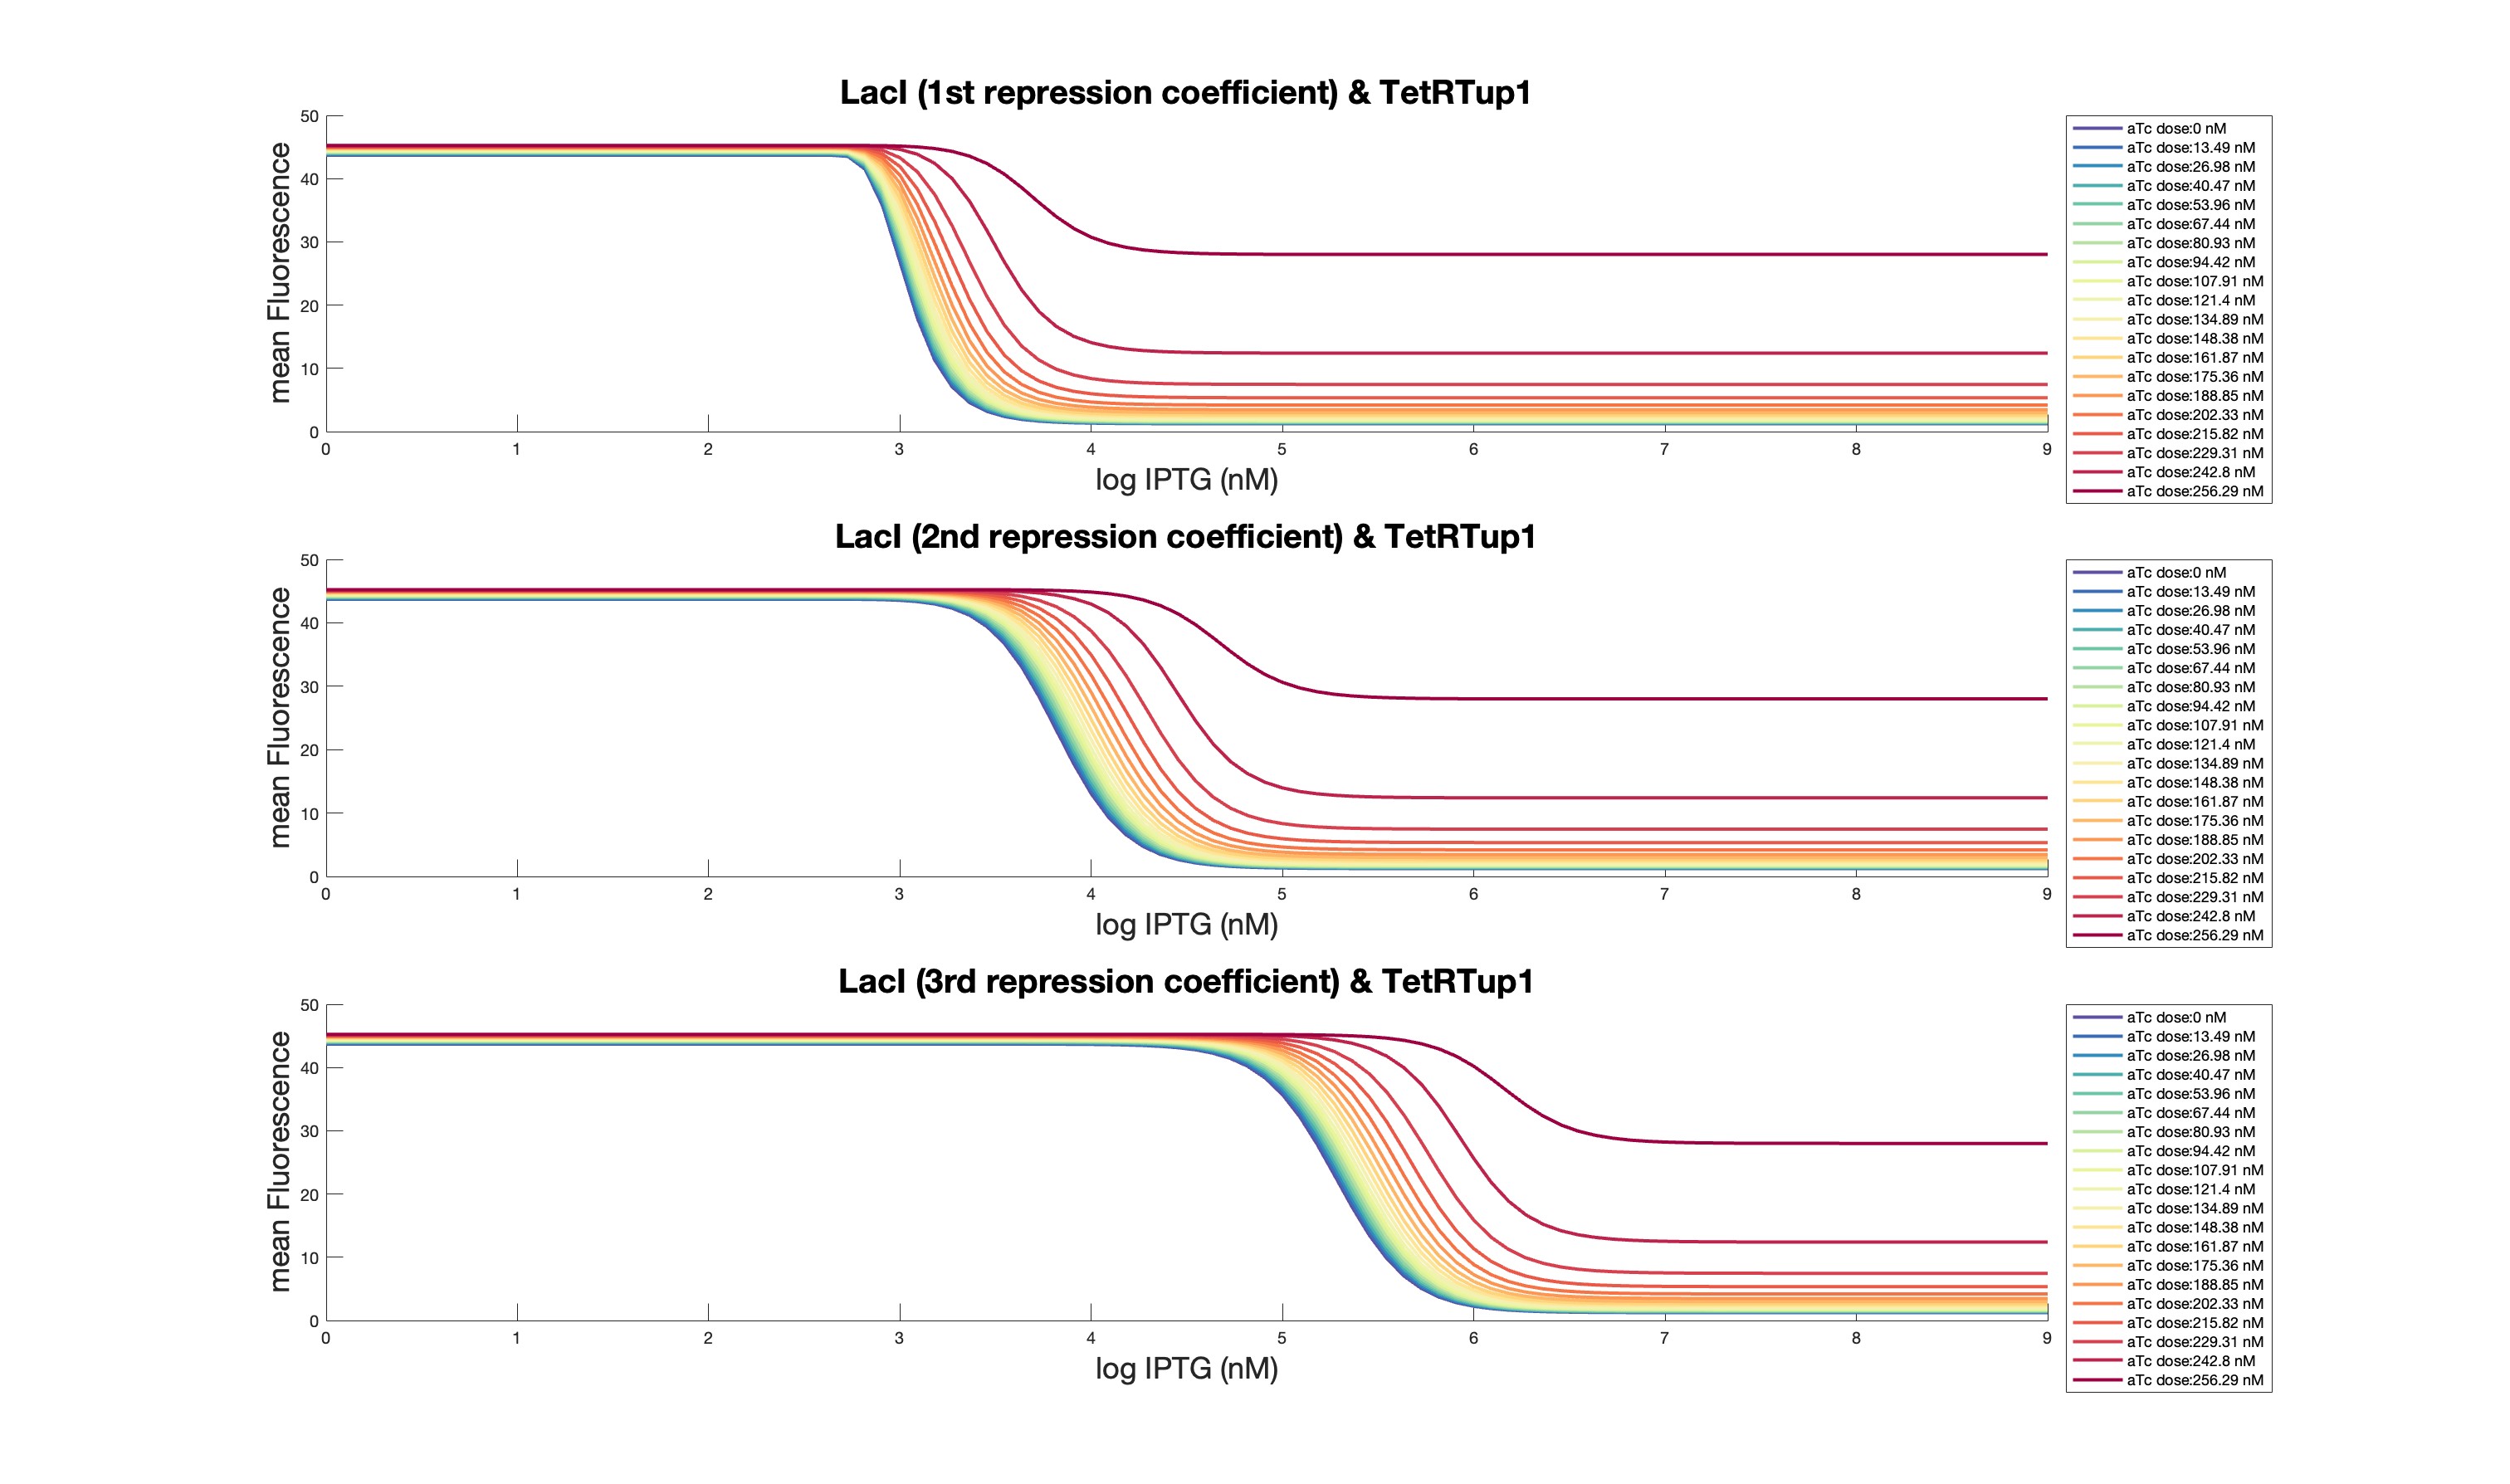 LacI (1st repression coefficient) & TetRTup1
50
40
30
20
10
0
mean Fluorescence
0 1 2 3 4 5 6 7 8 9
log IPTG (nM)
aTc dose:0 nM
aTc dose:13.49 nM
aTc dose:26.98 nM
aTc dose:40.47 nM
aTc dose:53.96 nM
aTc dose:67.44 nM
aTc dose:80.93 nM
aTc dose:94.42 nM
aTc dose:107.91 nM
aTc dose:121.4 nM
aTc dose:134.89 nM
aTc dose:148.38 nM
aTc dose:161.87 nM
aTc dose:175.36 nM
aTc dose:188.85 nM
aTc dose:202.33 nM
aTc dose:215.82 nM
aTc dose:229.31 nM
aTc dose:242.8 nM
aTc dose:256.29 nM
LacI (2nd repression coefficient) & TetRTup1
50
40
30
20
10
0
mean Fluorescence
0 1 2 3 4 5 6 7 8 9
log IPTG (nM)
aTc dose:0 nM
aTc dose:13.49 nM
aTc dose:26.98 nM
aTc dose:40.47 nM
aTc dose:53.96 nM
aTc dose:67.44 nM
aTc dose:80.93 nM
aTc dose:94.42 nM
aTc dose:107.91 nM
aTc dose:121.4 nM
aTc dose:134.89 nM
aTc dose:148.38 nM
aTc dose:161.87 nM
aTc dose:175.36 nM
aTc dose:188.85 nM
aTc dose:202.33 nM
aTc dose:215.82 nM
aTc dose:229.31 nM
aTc dose:242.8 nM
aTc dose:256.29 nM
LacI (3rd repression coefficient) & TetRTup1
50
40
30
20
10
0
mean Fluorescence
0 1 2 3 4 5 6 7 8 9
log IPTG (nM)
aTc dose:0 nM
aTc dose:13.49 nM
aTc dose:26.98 nM
aTc dose:40.47 nM
aTc dose:53.96 nM
aTc dose:67.44 nM
aTc dose:80.93 nM
aTc dose:94.42 nM
aTc dose:107.91 nM
aTc dose:121.4 nM
aTc dose:134.89 nM
aTc dose:148.38 nM
aTc dose:161.87 nM
aTc dose:175.36 nM
aTc dose:188.85 nM
aTc dose:202.33 nM
aTc dose:215.82 nM
aTc dose:229.31 nM
aTc dose:242.8 nM
aTc dose:256.29 nM